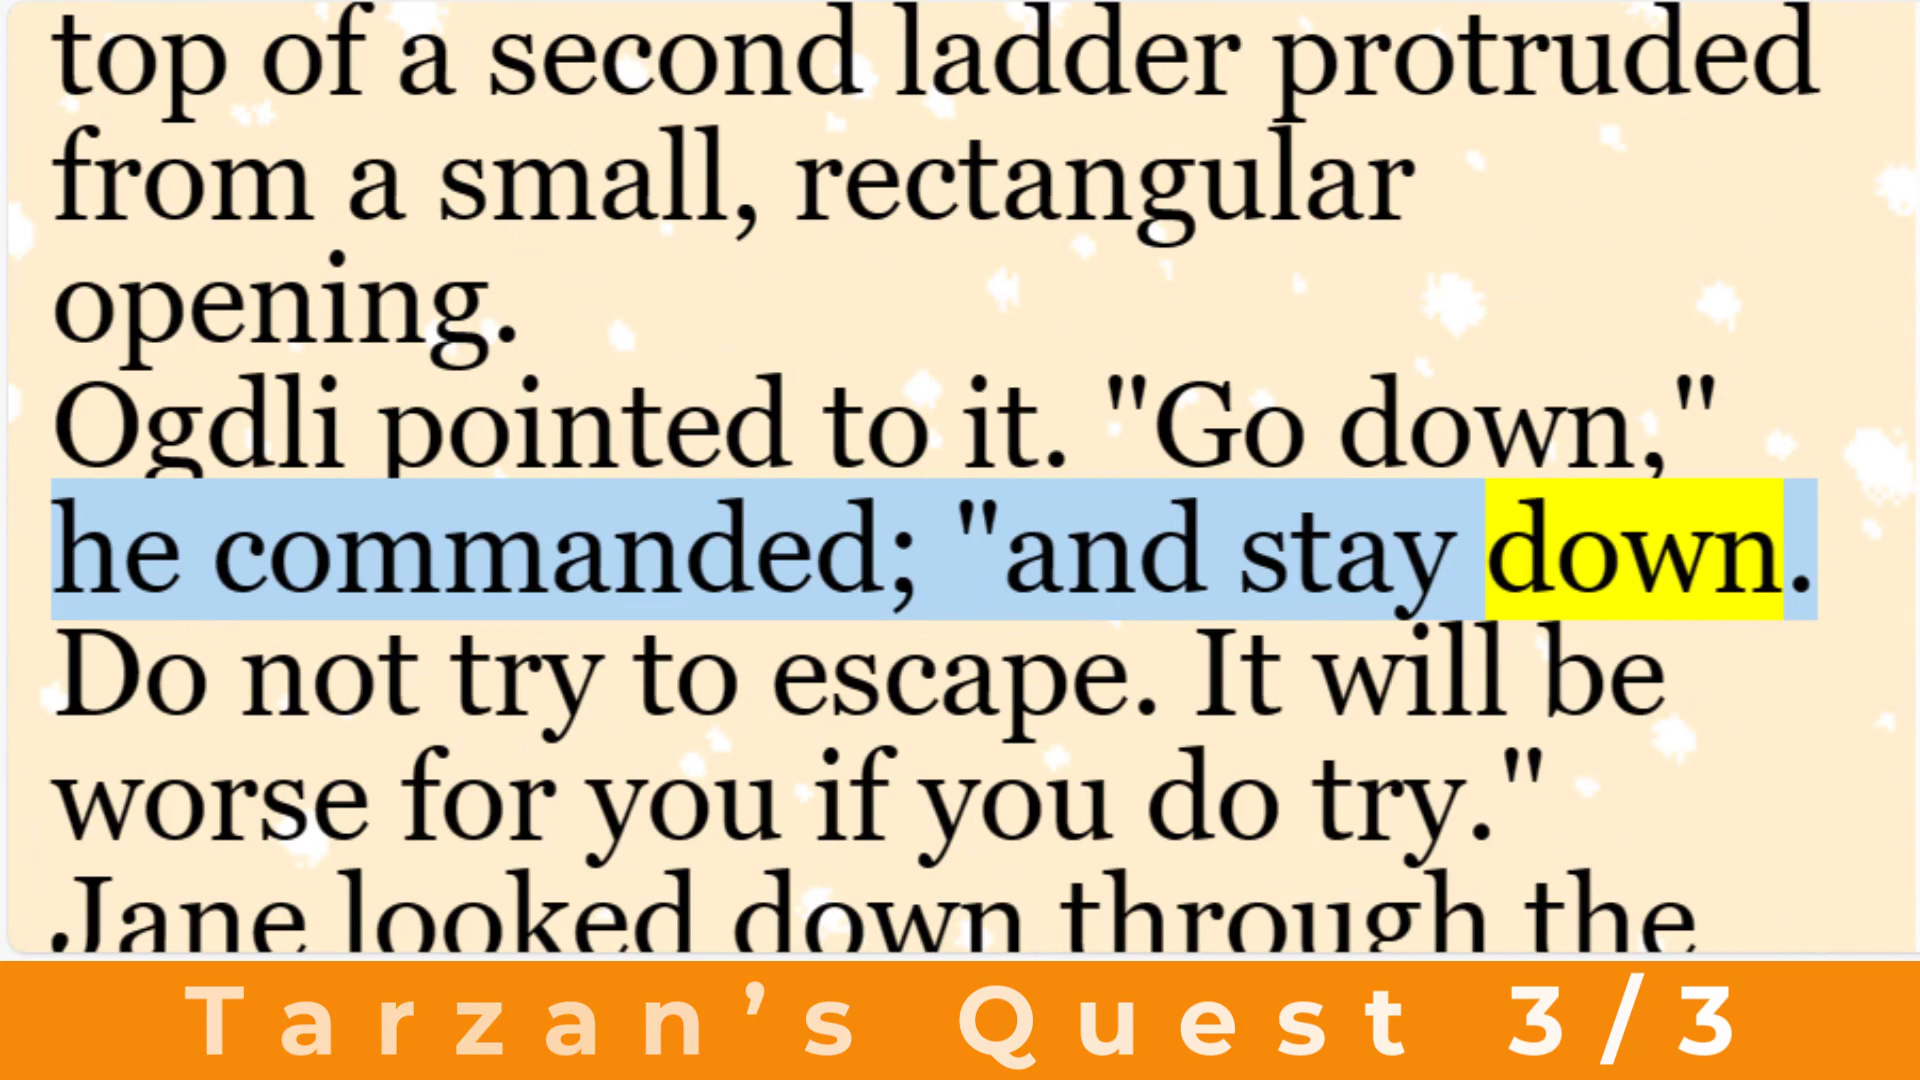 top of a second ladder protruded
from a small, rectangular
opening.
Ogdli pointed to it. "Go down,"
he commanded; "and stay down.
Do not try to escape. It will be
worse for you if you do try."
Jane looked down through the
Tarzan’s Quest 3/3